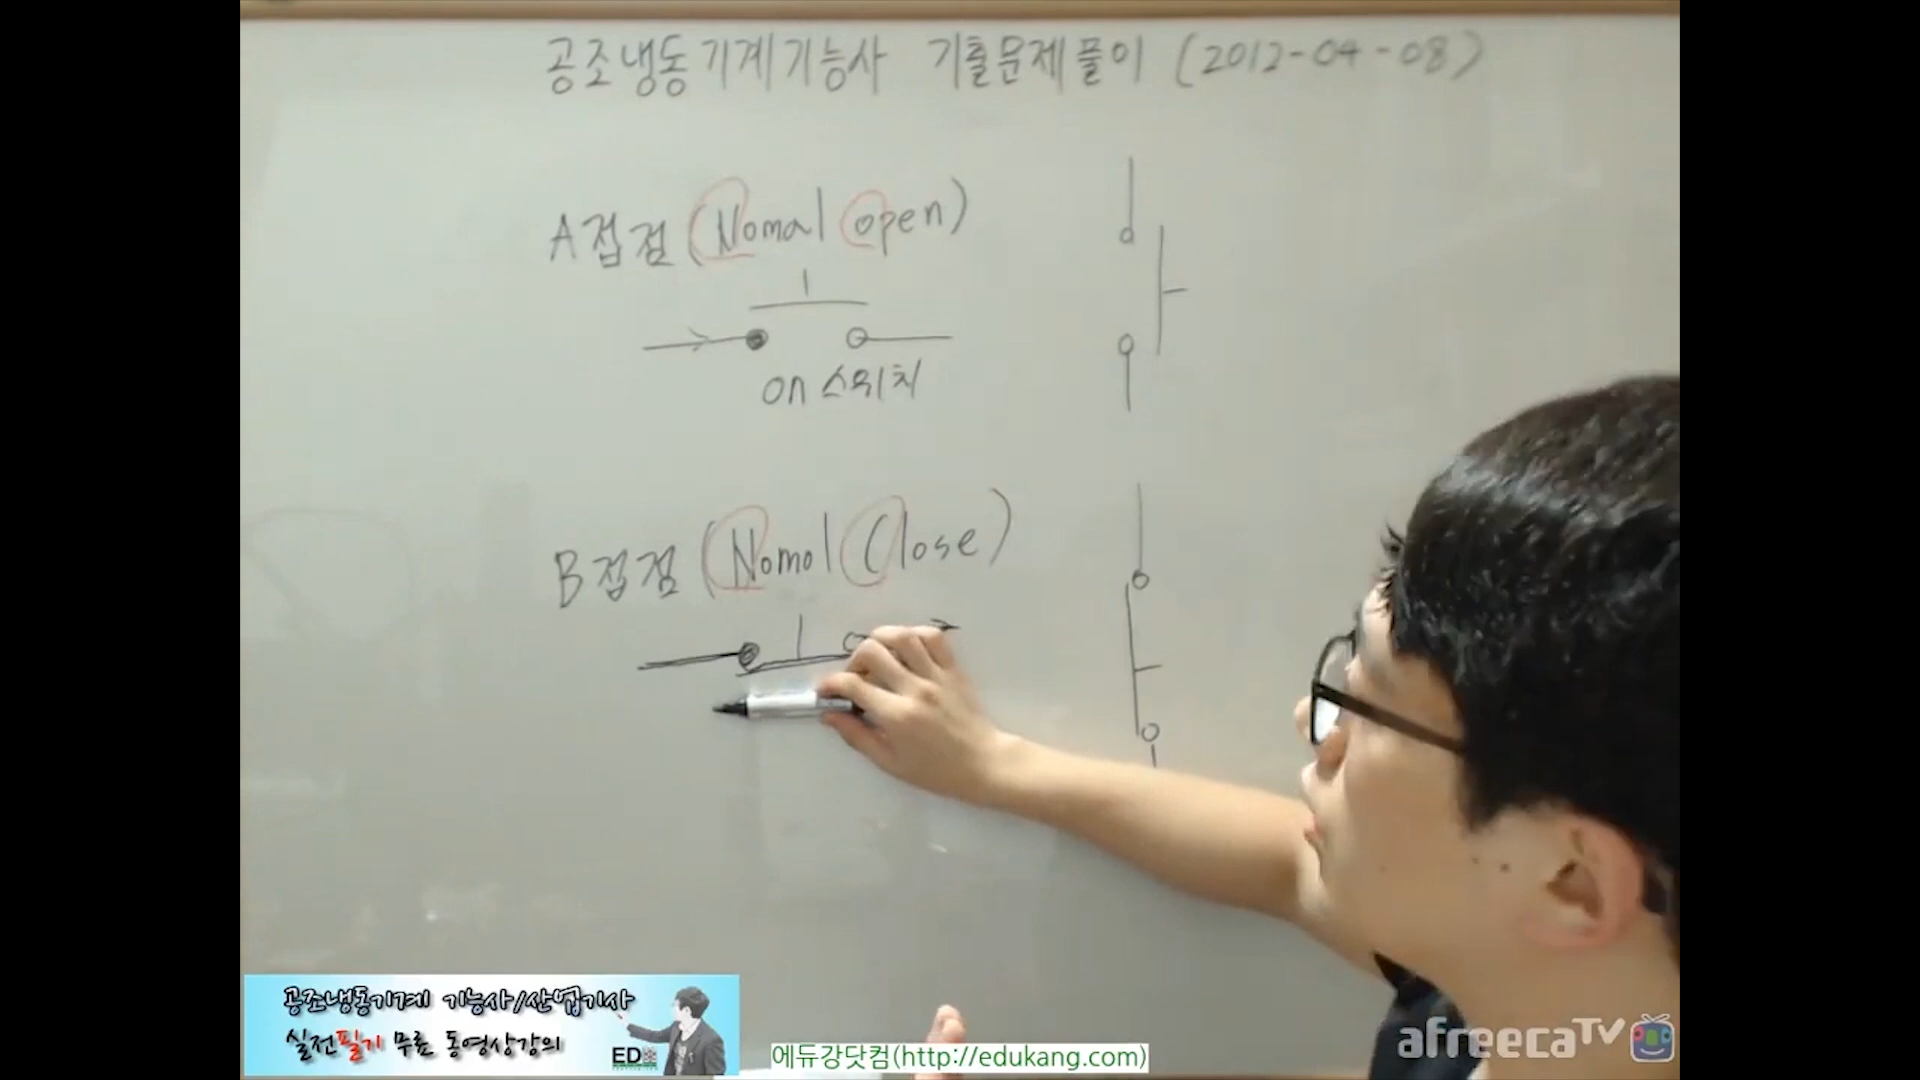 공조냉동기계기능사 기출문제풀이 (2012-04-08)
A접점 (Nomal open)
on 스위치
B접점 (Nomol Close)
공조냉동기계 기능사/산업기사
실전필기 무료 동영상강의
EDU
에듀강닷컴(http://edukang.com)
afreecaTV